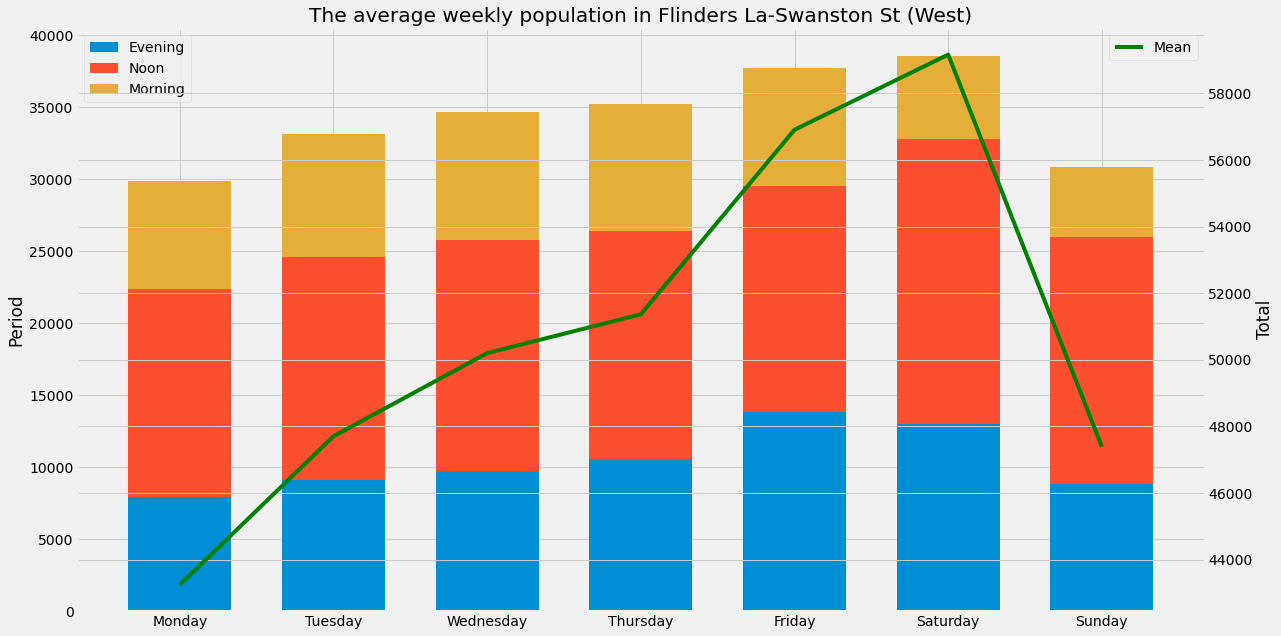 The average weekly population in Flinders La-Swanston St (West)
Evening
Noon
Morning
Mean
40000
35000
30000
25000
20000
15000
10000
5000
0
Period
58000
56000
54000
52000
50000
48000
46000
44000
Total
Monday Tuesday Wednesday Thursday Friday Saturday Sunday